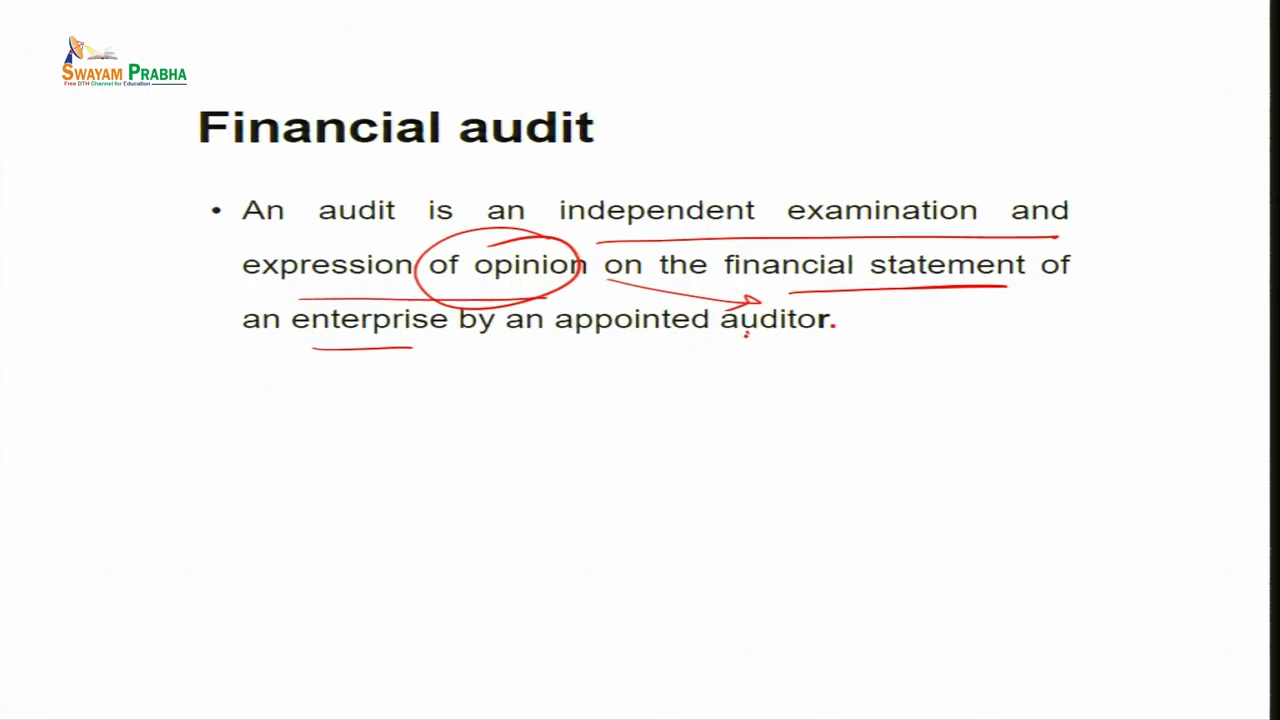 SWAYAM PRABHA
Free DTH Channel for Education
Financial audit
• An audit is an independent examination and
expression of opinion on the financial statement of
an enterprise by an appointed auditor.